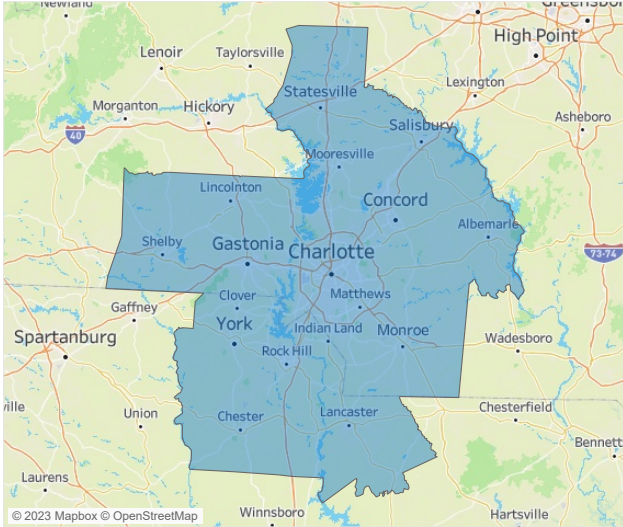 Newland
Greensboro
High Point
Lenoir
Taylorsville
Lexington
Statesville
Morganton
Hickory
Asheboro
Salisbury
40
Mooresville
Lincolnton
Concord
Albemarle
Shelby
Gastonia
Charlotte
73-74
Clover
Matthews
Gaffney
York
Indian Land
Monroe
Spartanburg
Wadesboro
Rock Hill
ville
Union
Chester
Lancaster
Chesterfield
Bennett
Laurens
Winnsboro
Hartsville
© 2023 Mapbox © OpenStreetMap